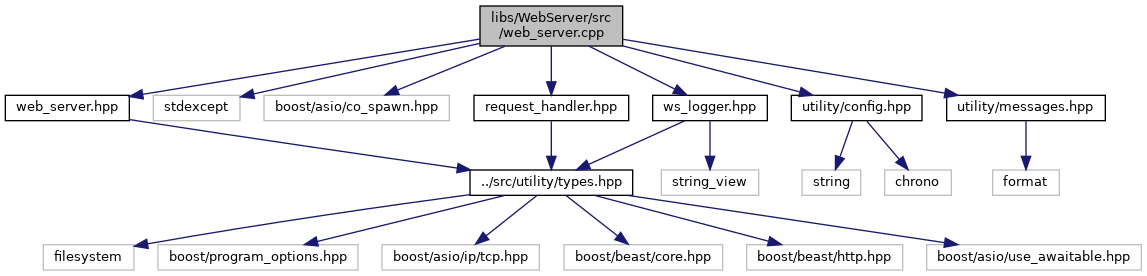 libs/WebServer/src
/web_server.cpp
web_server.hpp
stdexcept
boost/asio/co_spawn.hpp
request_handler.hpp
ws_logger.hpp
utility/config.hpp
utility/messages.hpp
../src/utility/types.hpp
string_view
string
chrono
format
filesystem
boost/program_options.hpp
boost/asio/ip/tcp.hpp
boost/beast/core.hpp
boost/beast/http.hpp
boost/asio/use_awaitable.hpp